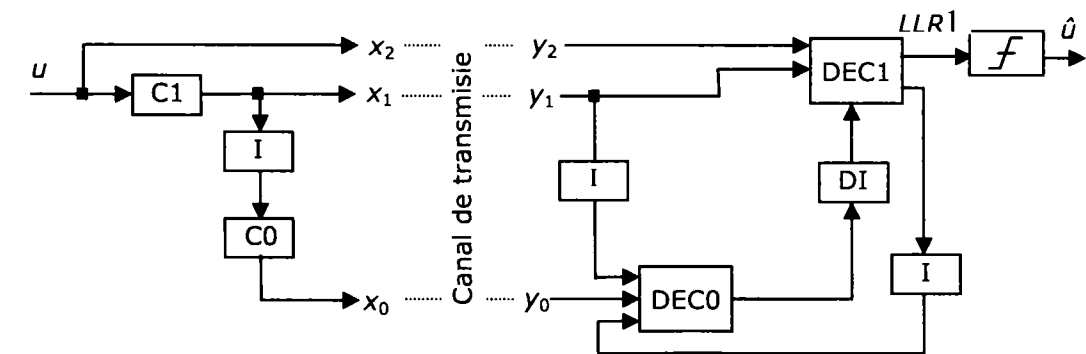 u
C1
I
C0
x₂
x₁
x₀
Canal de transmisie
y₂
y₁
y₀
I
DEC0
DEC1
DI
I
LLR1
û